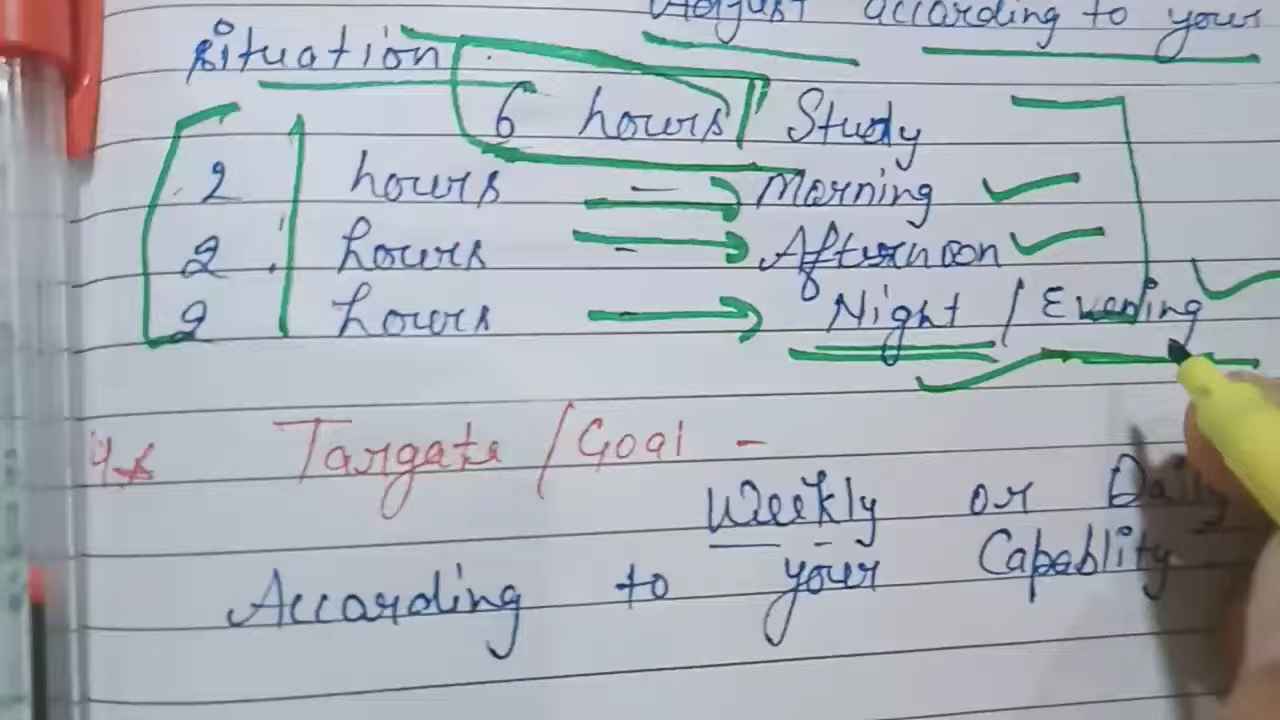 Adjust according to your
situation
6 hours Study
2 hours - → Morning ✓
2 hours - → Afternoon ✓
2 hours → Night / Evening ✓
4 Targate / Goal -
Weekly or Daily
According to your Capablity